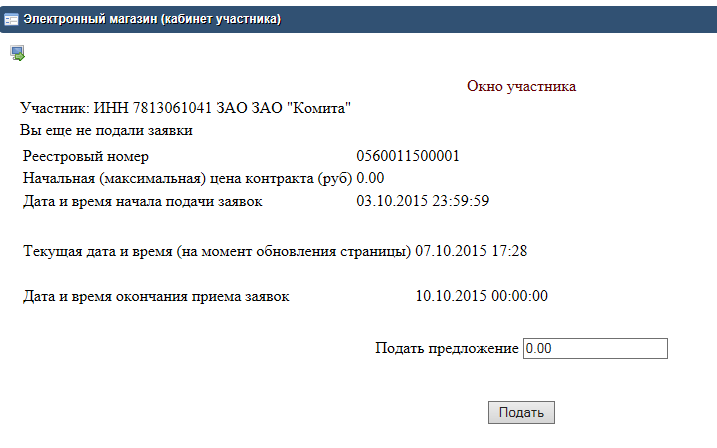 Электронный магазин (кабинет участника)
Окно участника
Участник: ИНН 7813061041 ЗАО ЗАО "Комита"
Вы еще не подали заявки
Реестровый номер 0560011500001
Начальная (максимальная) цена контракта (руб) 0.00
Дата и время начала подачи заявок 03.10.2015 23:59:59
Текущая дата и время (на момент обновления страницы) 07.10.2015 17:28
Дата и время окончания приема заявок 10.10.2015 00:00:00
Подать предложение 0.00
Подать